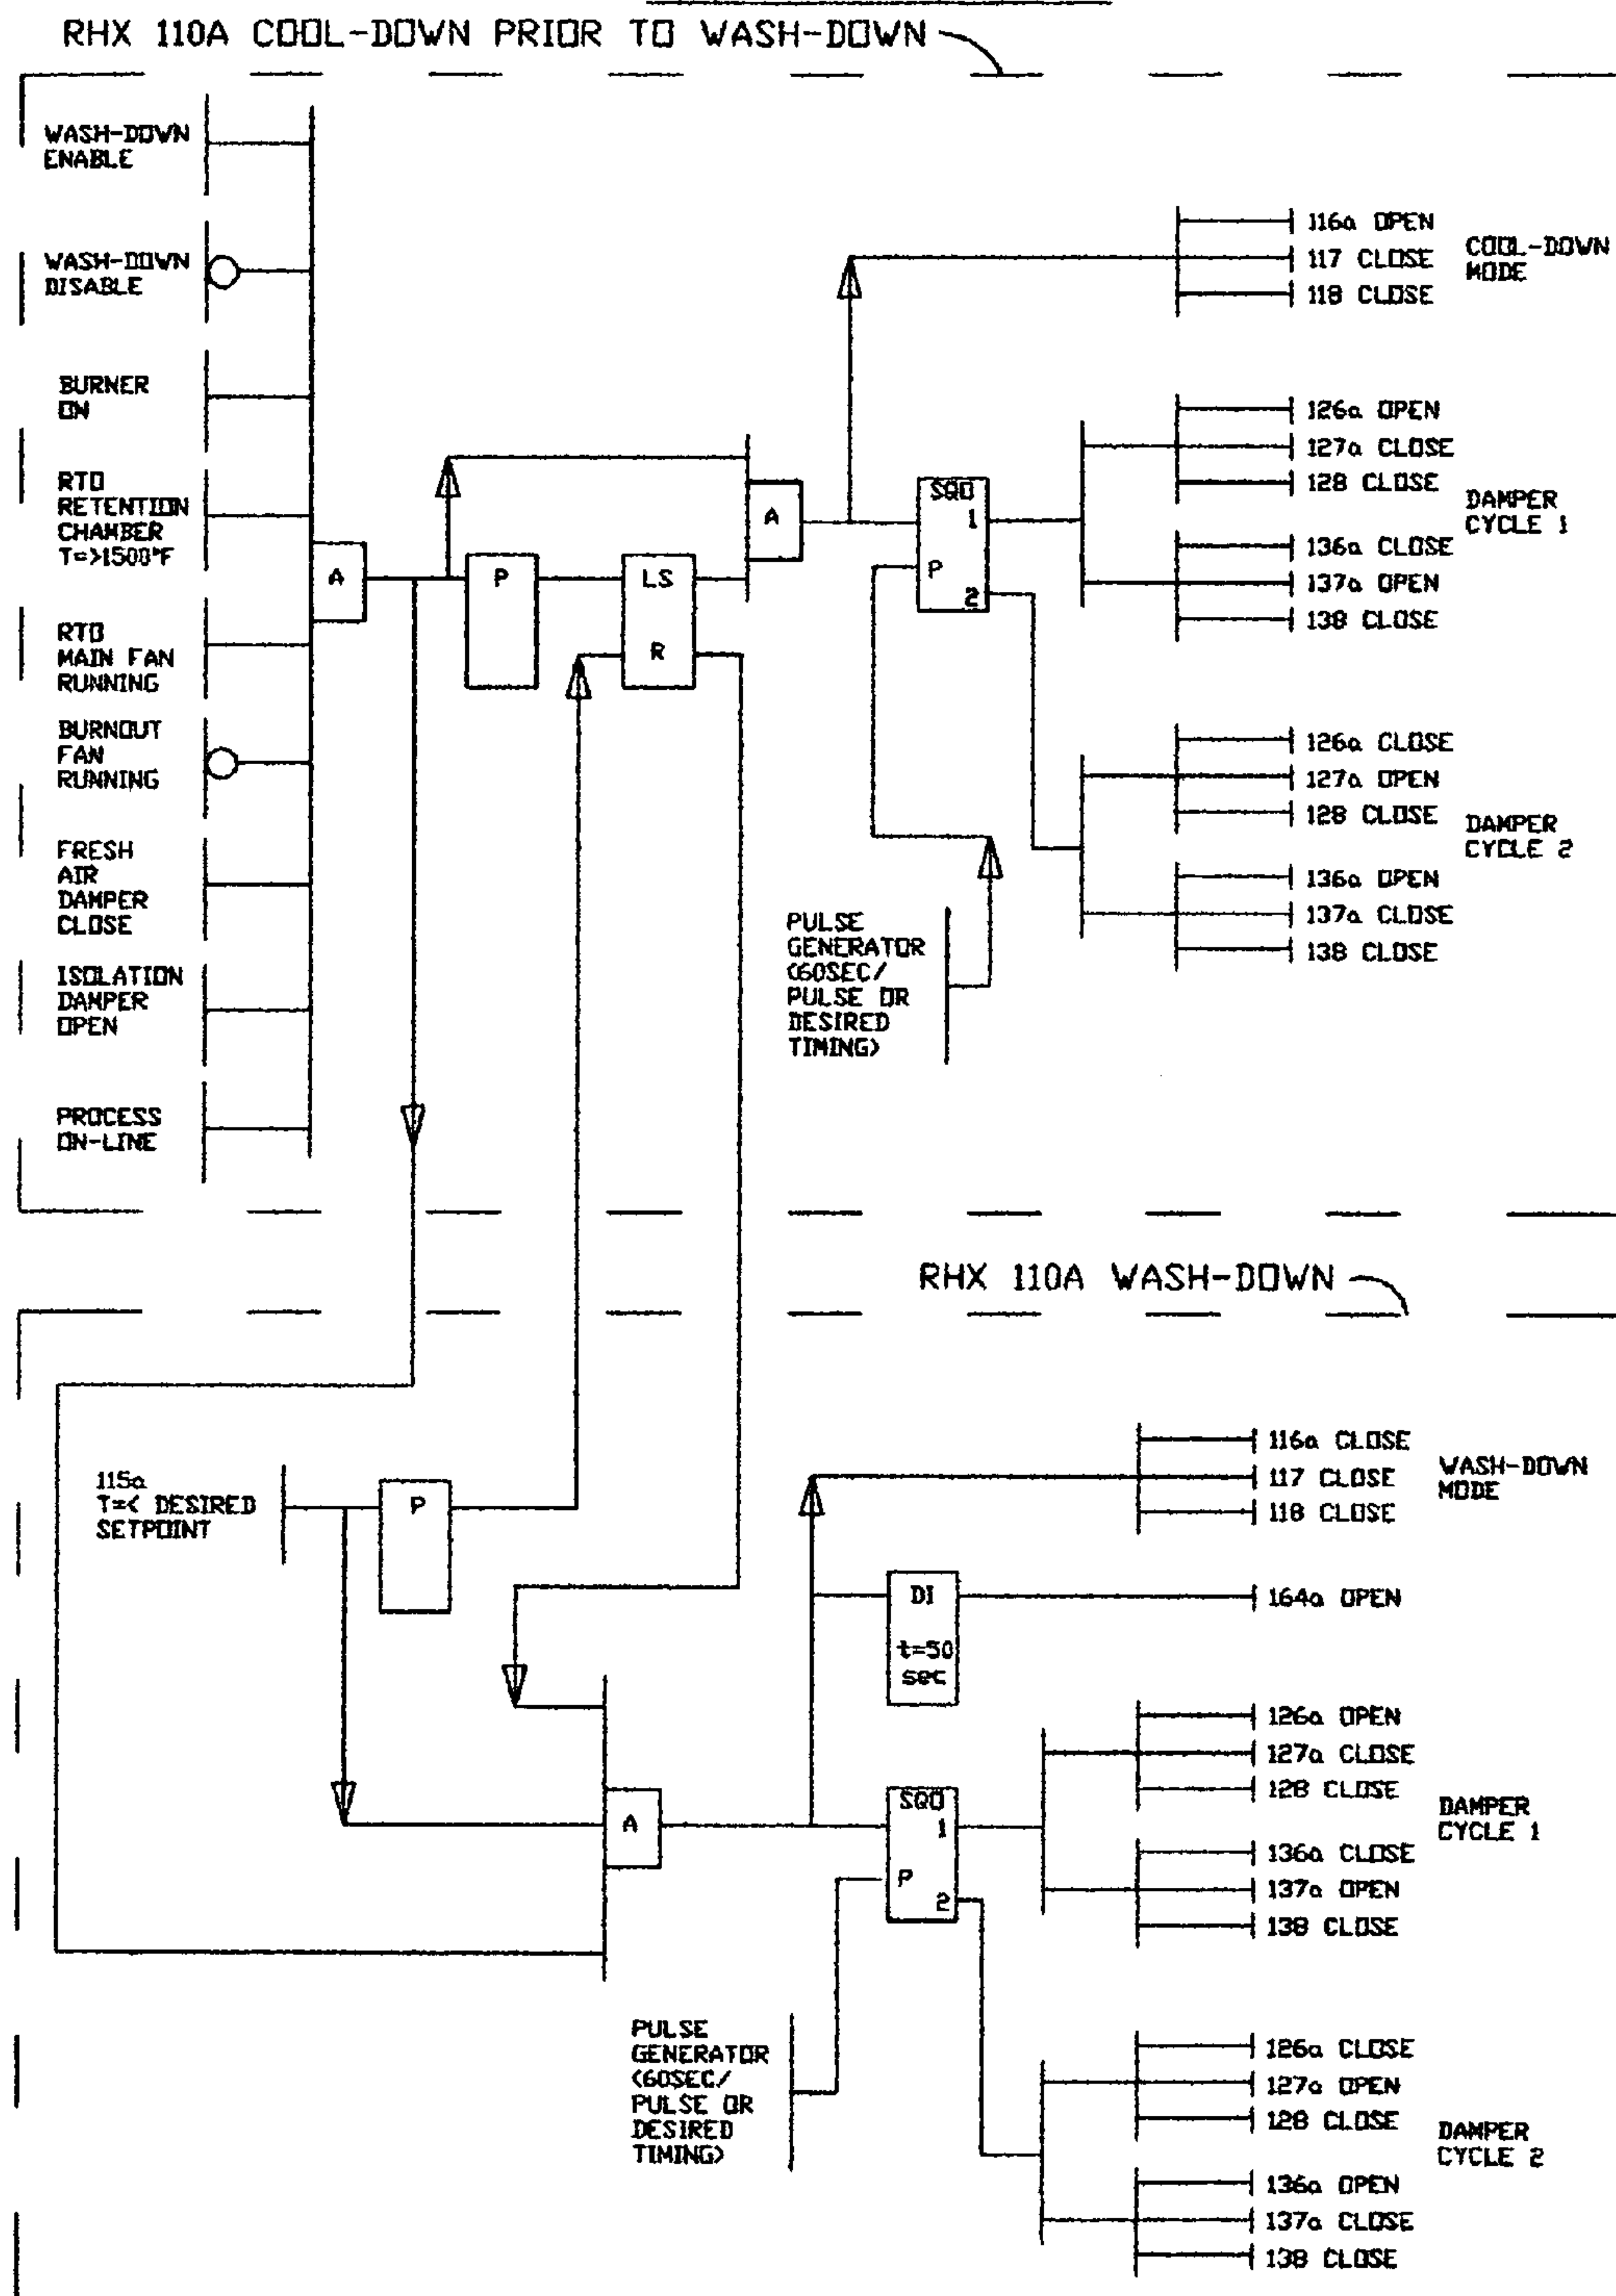 RHX 110A COOL-DOWN PRIOR TO WASH-DOWN
WASH-DOWN
ENABLE
WASH-DOWN
DISABLE
BURNER
ON
RTO
RETENTION
CHAMBER
T=>1500°F
RTO
MAIN FAN
RUNNING
BURNOUT
FAN
RUNNING
FRESH
AIR
DAMPER
CLOSE
ISOLATION
DAMPER
OPEN
PROCESS
ON-LINE
A
P
LS
R
A
SQO
1
P
2
PULSE
GENERATOR
(60SEC/
PULSE OR
DESIRED
TIMING)
116a OPEN
117 CLOSE
118 CLOSE
COOL-DOWN
MODE
126a OPEN
127a CLOSE
128 CLOSE
136a CLOSE
137a OPEN
138 CLOSE
DAMPER
CYCLE 1
126a CLOSE
127a OPEN
128 CLOSE
136a OPEN
137a CLOSE
138 CLOSE
DAMPER
CYCLE 2
RHX 110A WASH-DOWN
115a
T=< DESIRED
SETPOINT
P
A
DI
t=50
sec
SQO
1
P
2
PULSE
GENERATOR
(60SEC/
PULSE OR
DESIRED
TIMING)
116a CLOSE
117 CLOSE
118 CLOSE
WASH-DOWN
MODE
164a OPEN
126a OPEN
127a CLOSE
128 CLOSE
136a CLOSE
137a OPEN
138 CLOSE
DAMPER
CYCLE 1
126a CLOSE
127a OPEN
128 CLOSE
136a OPEN
137a CLOSE
138 CLOSE
DAMPER
CYCLE 2